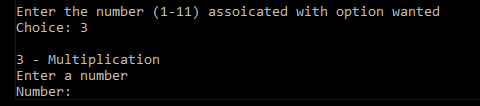 Enter the number (1-11) assoicated with option wanted
Choice: 3
3 - Multiplication
Enter a number
Number: